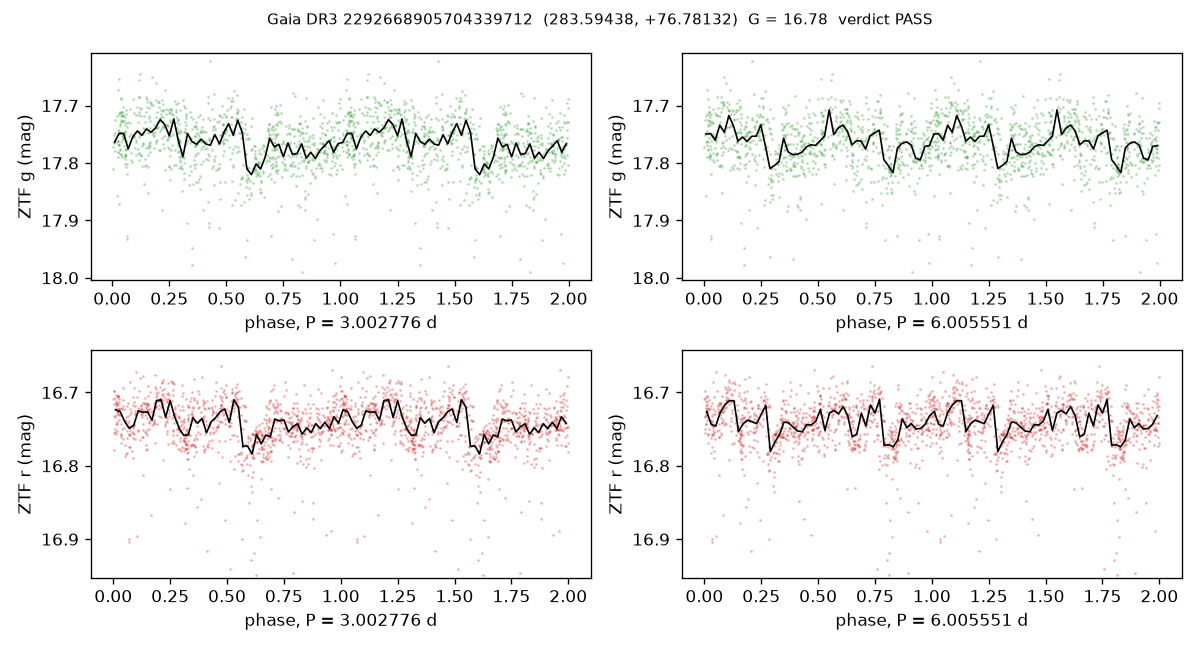 Gaia DR3 2292668905704339712 (283.59438, +76.78132) G = 16.78 verdict PASS
ZTF g (mag)
17.7
17.8
17.9
18.0
0.00 0.25 0.50 0.75 1.00 1.25 1.50 1.75 2.00
phase, P = 3.002776 d
ZTF g (mag)
17.7
17.8
17.9
18.0
0.00 0.25 0.50 0.75 1.00 1.25 1.50 1.75 2.00
phase, P = 6.005551 d
ZTF r (mag)
16.7
16.8
16.9
0.00 0.25 0.50 0.75 1.00 1.25 1.50 1.75 2.00
phase, P = 3.002776 d
ZTF r (mag)
16.7
16.8
16.9
0.00 0.25 0.50 0.75 1.00 1.25 1.50 1.75 2.00
phase, P = 6.005551 d